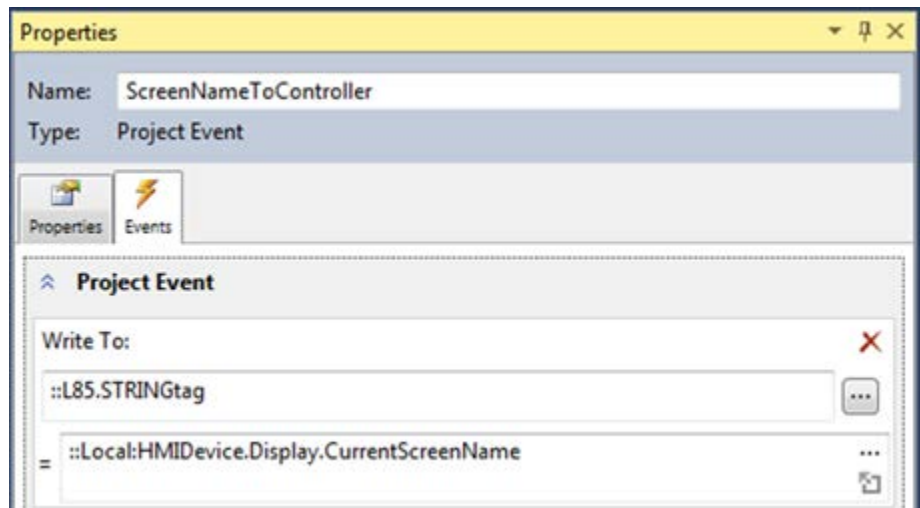 Properties
Name: ScreenNameToController
Type: Project Event
Properties Events
Project Event
Write To:
::L85.STRINGtag
...
= ::Local:HMIDevice.Display.CurrentScreenName ...